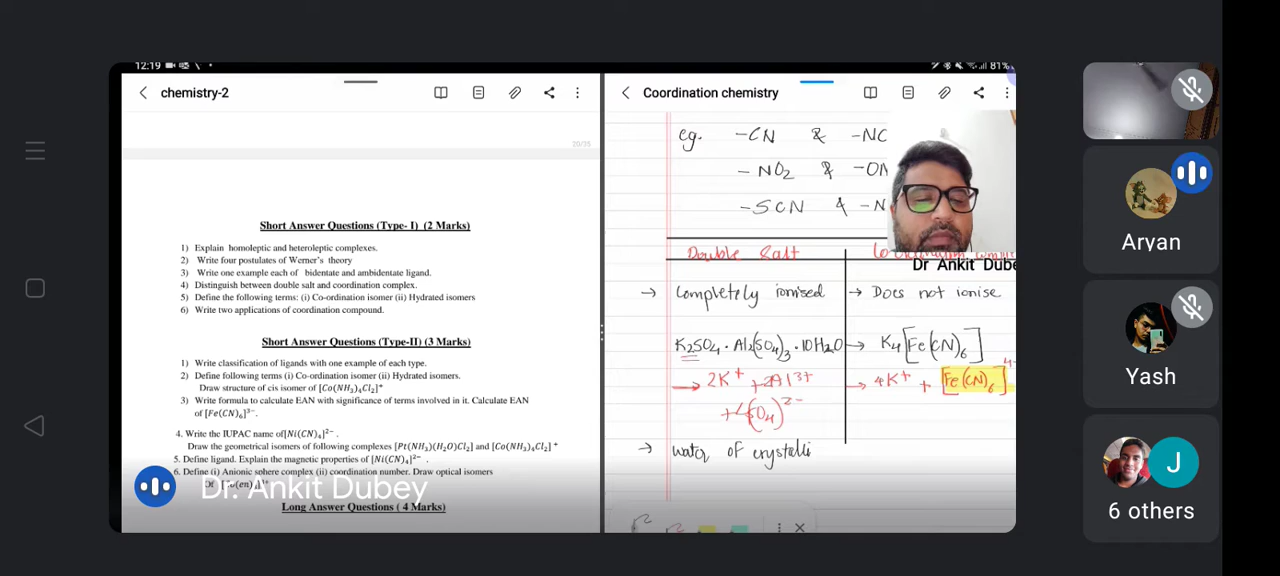 12:19
81%
chemistry-2
20/35
Short Answer Questions (Type- I) (2 Marks)
1) Explain homoleptic and heteroleptic complexes.
2) Write four postulates of Werner's theory
3) Write one example each of bidentate and ambidentate ligand.
4) Distinguish between double salt and coordination complex.
5) Define the following terms: (i) Co-ordination isomer (ii) Hydrated isomers
6) Write two applications of coordination compound.
Short Answer Questions (Type-II) (3 Marks)
1) Write classification of ligands with one example of each type.
2) Define following terms (i) Co-ordination isomer (ii) Hydrated isomers.
Draw structure of cis isomer of [Co(NH₃)₄Cl₂]⁺
3) Write formula to calculate EAN with significance of terms involved in it. Calculate EAN
of [Fe(CN)₆]³⁻
4. Write the IUPAC name of[Ni(CN)₄]²⁻ .
Draw the geometrical isomers of following complexes [Pt(NH₃)(H₂O)Cl₂] and [Co(NH₃)₄Cl₂]⁺
5. Define ligand. Explain the magnetic properties of [Ni(CN)₄]²⁻ .
6. Define (i) Anionic sphere complex (ii) coordination number. Draw optical isomers
Of
Dr. Ankit Dubey
Long Answer Questions ( 4 Marks)
Coordination chemistry
eg. -CN & -NC
-NO₂ & -ON
-SCN & -N
Double Salt
Dr Ankit Dube
→ Completely ionised → Does not ionise
K₂SO₄ · Al₂(SO₄)₃ · 10H₂O → K₄[Fe(CN)₆]
→ 2K⁺ + 2Al³⁺ → 4K⁺ + [Fe(CN)₆]⁴⁻
+ 4(SO₄)²⁻
→ water of crystalli
Aryan
Yash
J
6 others